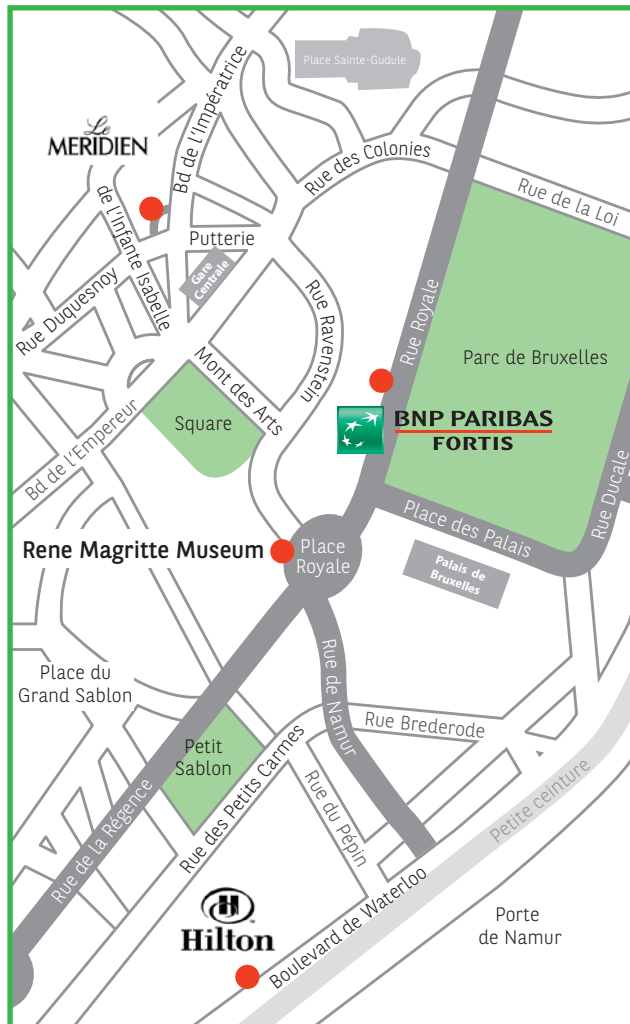 Place Sainte-Gudule
Le
MERIDIEN
Bd de l'Impératrice
Rue des Colonies
de l'Infante Isabelle
Rue de la Loi
Putterie
Gare
Centrale
Rue Duquesnoy
Rue Ravenstein
Rue Royale
Parc de Bruxelles
Mont des Arts
Square
Bd de l'Empereur
BNP PARIBAS
FORTIS
Rue Ducale
Place des Palais
Rene Magritte Museum
Place
Royale
Palais de
Bruxelles
Place du
Grand Sablon
Rue de Namur
Rue Brederode
Petit
Sablon
Rue des Petits Carmes
Rue du Pépin
Petite ceinture
Rue de la Régence
H
Hilton
Boulevard de Waterloo
Porte
de Namur